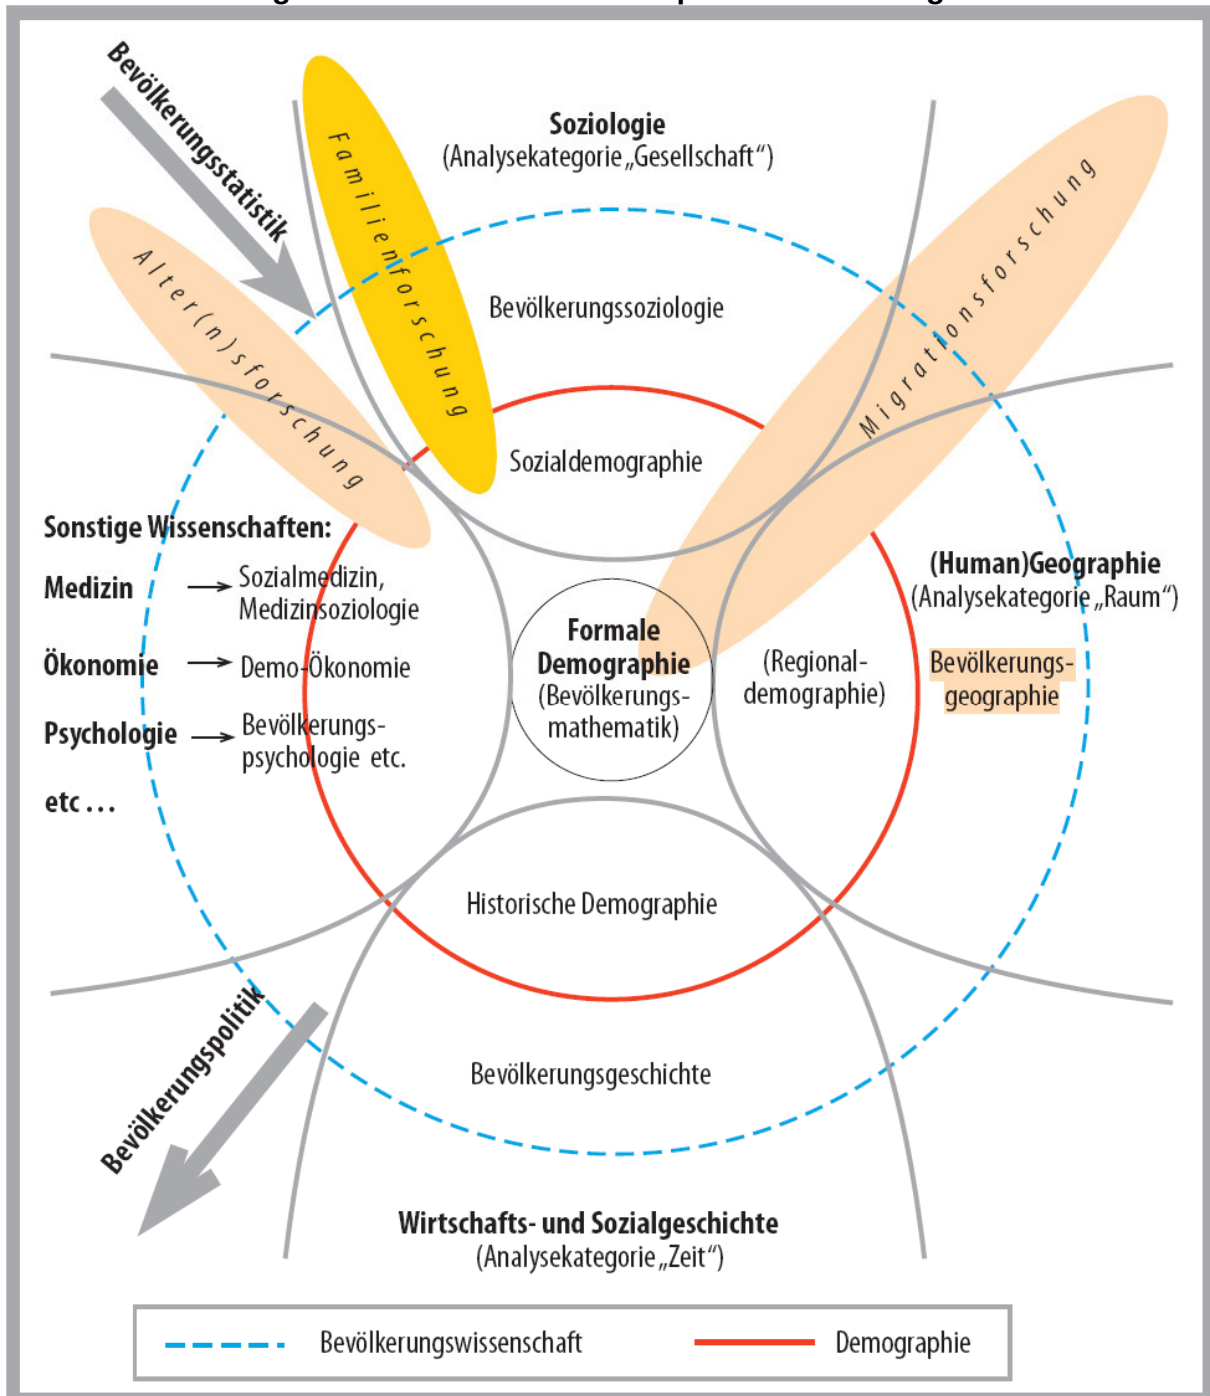 Bevölkerungsstatistik
Familienforschung
Soziologie
(Analysekategorie „Gesellschaft“)
Migrationsforschung
Alter(n)sforschung
Bevölkerungssoziologie
Sozialdemographie
Sonstige Wissenschaften:
Medizin → Sozialmedizin,
Medizinsoziologie
Ökonomie → Demo-Ökonomie
Psychologie → Bevölkerungs-
psychologie etc.
etc ...
Formale
Demographie
(Bevölkerungs-
mathematik)
(Regional-
demographie)
(Human)Geographie
(Analysekategorie „Raum“)
Bevölkerungs-
geographie
Historische Demographie
Bevölkerungspolitik
Bevölkerungsgeschichte
Wirtschafts- und Sozialgeschichte
(Analysekategorie „Zeit“)
Bevölkerungswissenschaft
Demographie